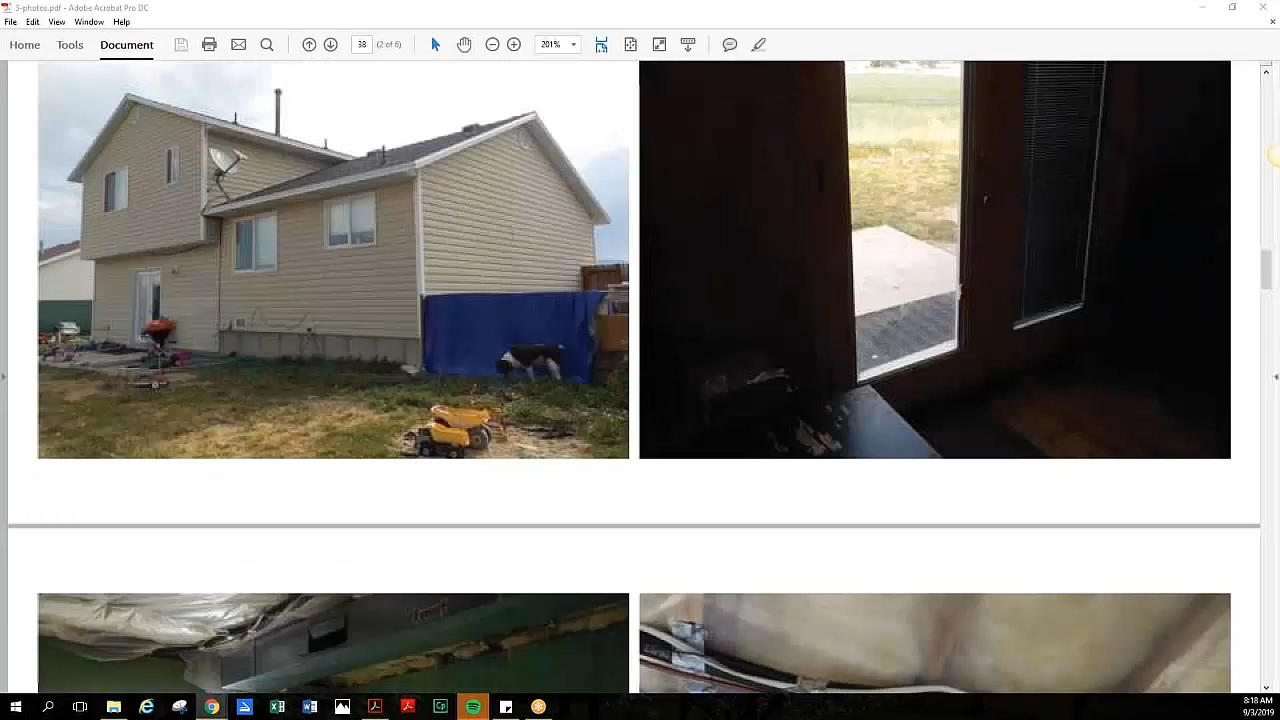 3-photos.pdf - Adobe Acrobat Pro DC
File Edit View Window Help
Home Tools Document 38 (2 of 6) 201%
8:18 AM
9/3/2019